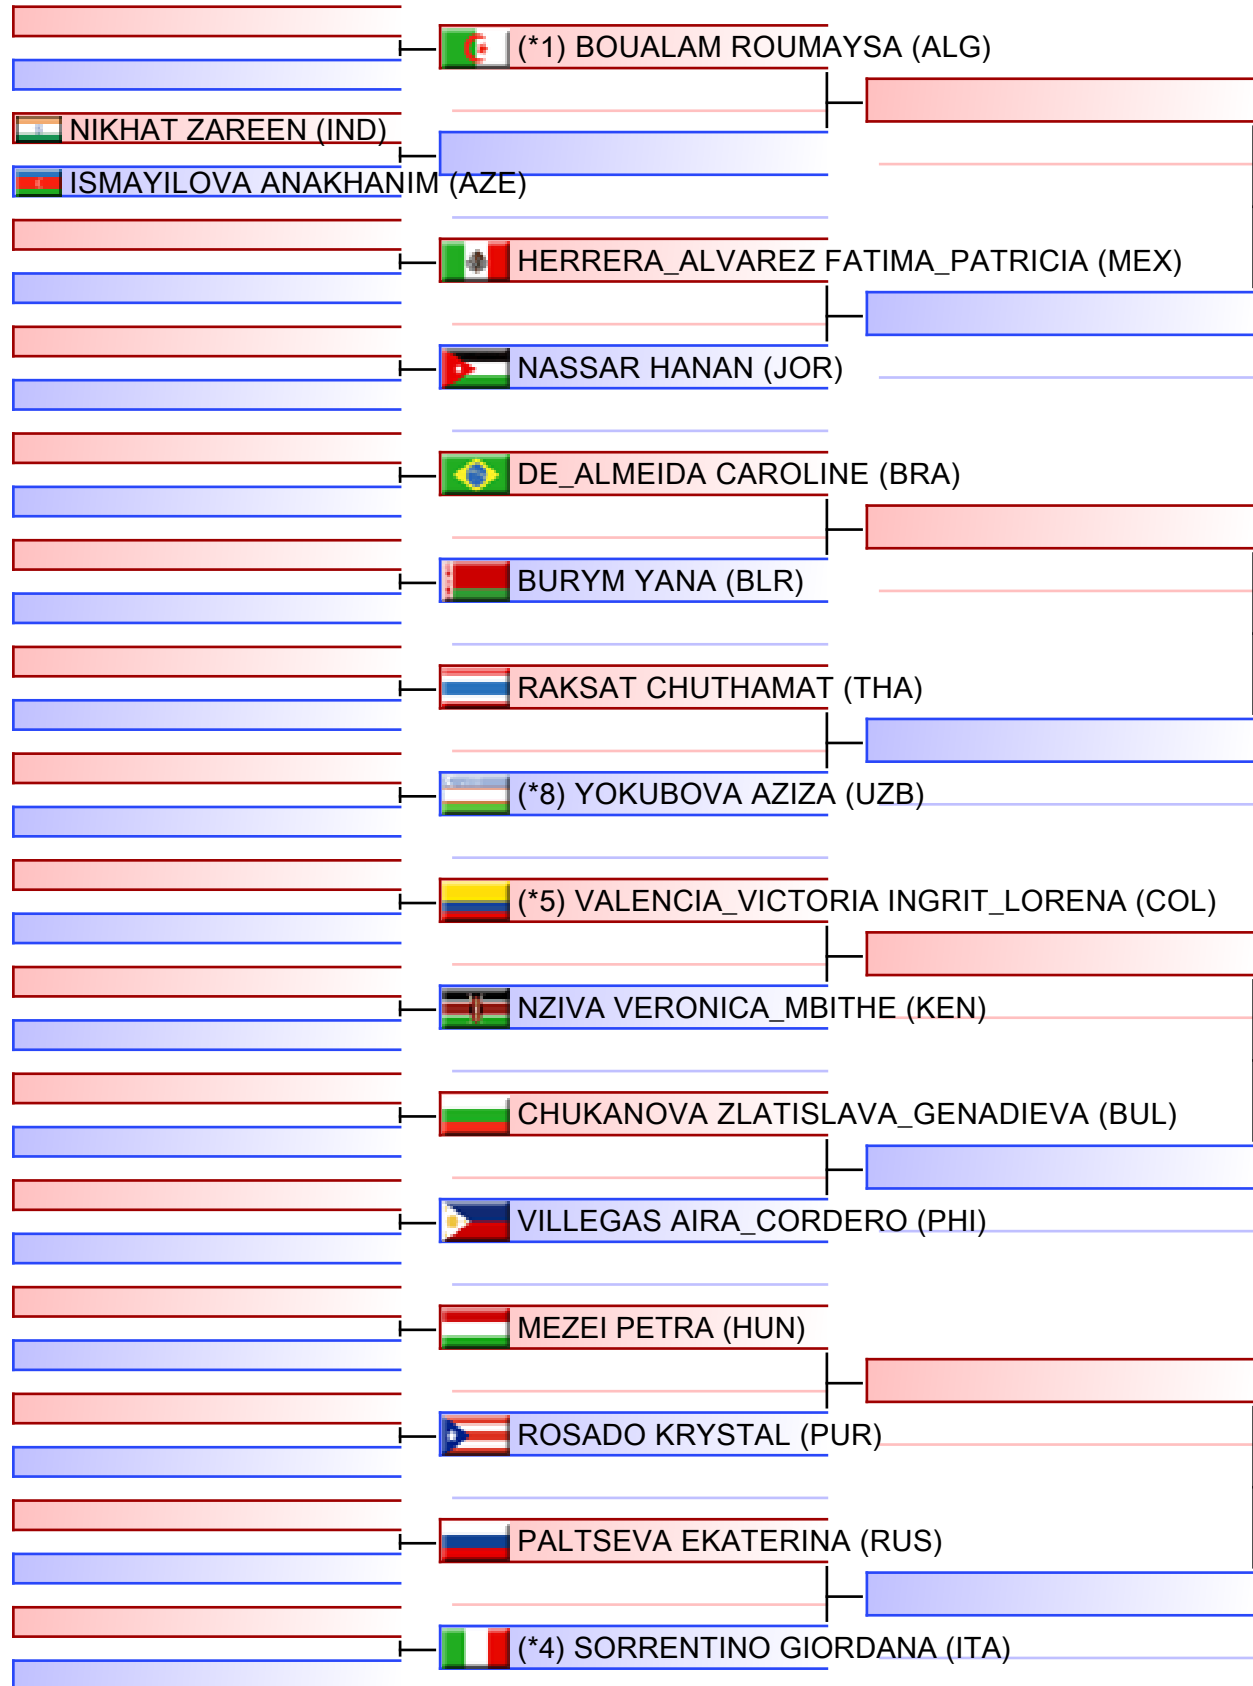 (*1) BOUALAM ROUMAYSA (ALG)
NIKHAT ZAREEN (IND)
ISMAYILOVA ANAKHANIM (AZE)
HERRERA_ALVAREZ FATIMA_PATRICIA (MEX)
NASSAR HANAN (JOR)
DE_ALMEIDA CAROLINE (BRA)
BURYM YANA (BLR)
RAKSAT CHUTHAMAT (THA)
(*8) YOKUBOVA AZIZA (UZB)
(*5) VALENCIA_VICTORIA INGRIT_LORENA (COL)
NZIVA VERONICA_MBITHE (KEN)
CHUKANOVA ZLATISLAVA_GENADIEVA (BUL)
VILLEGAS AIRA_CORDERO (PHI)
MEZEI PETRA (HUN)
ROSADO KRYSTAL (PUR)
PALTSEVA EKATERINA (RUS)
(*4) SORRENTINO GIORDANA (ITA)